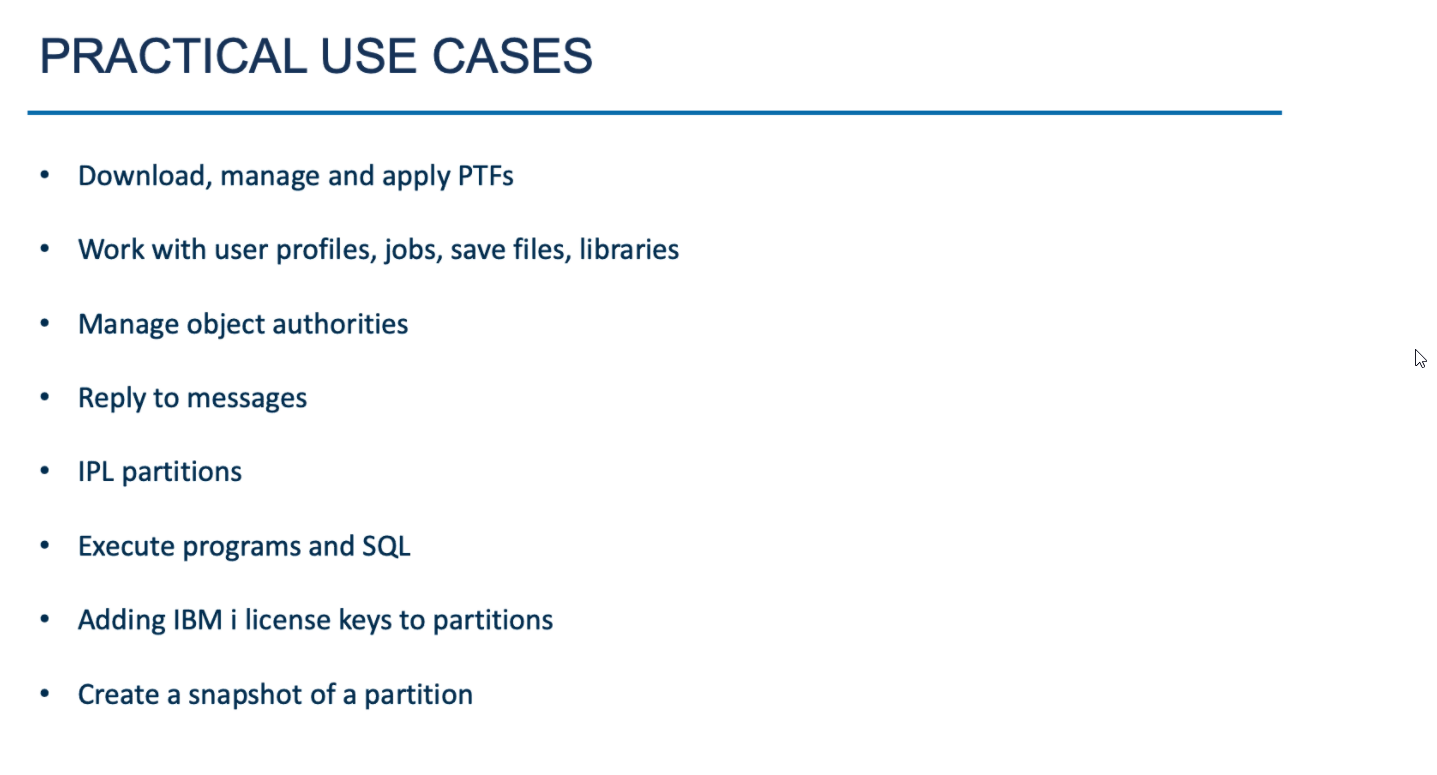 PRACTICAL USE CASES
• Download, manage and apply PTFs
• Work with user profiles, jobs, save files, libraries
• Manage object authorities
• Reply to messages
• IPL partitions
• Execute programs and SQL
• Adding IBM i license keys to partitions
• Create a snapshot of a partition